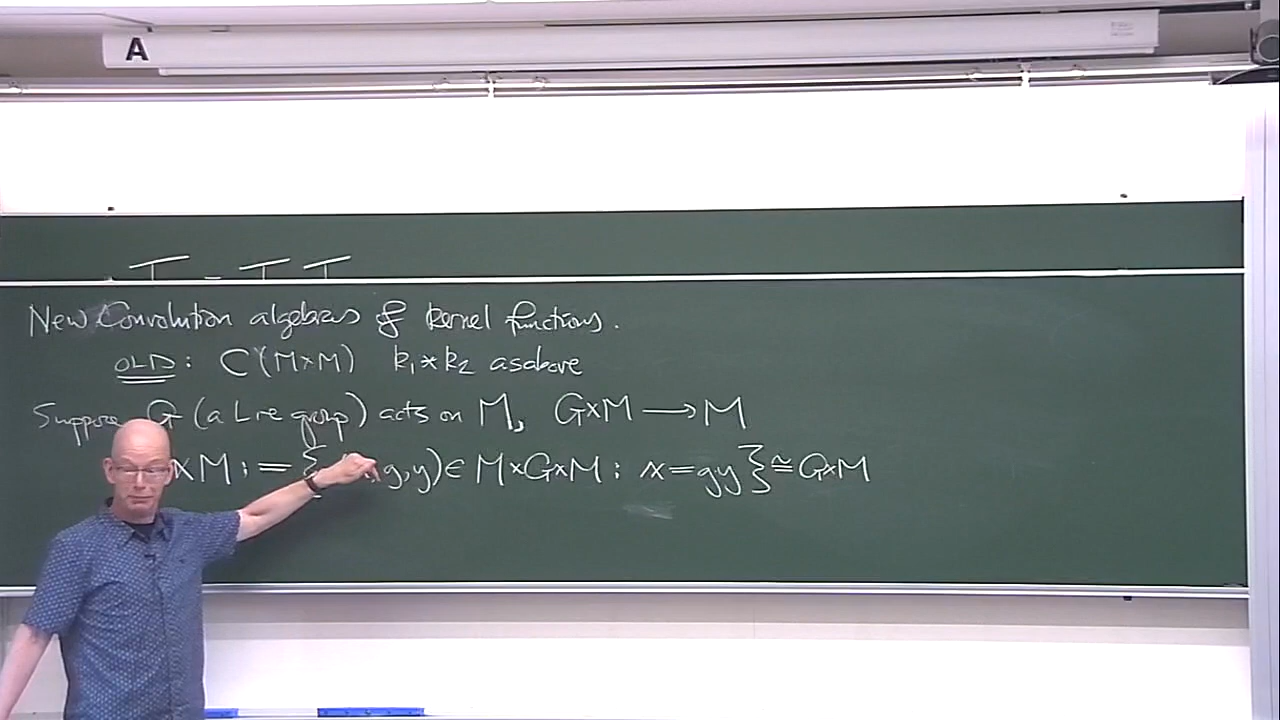 A
New Convolution algebras of kernel functions.
OLD: C(M×M) k₁*k₂ as above
Suppose G (a Lie group) acts on M, G×M → M
×M := { g, y) ∈ M×G×M : x = gy } ≅ G×M